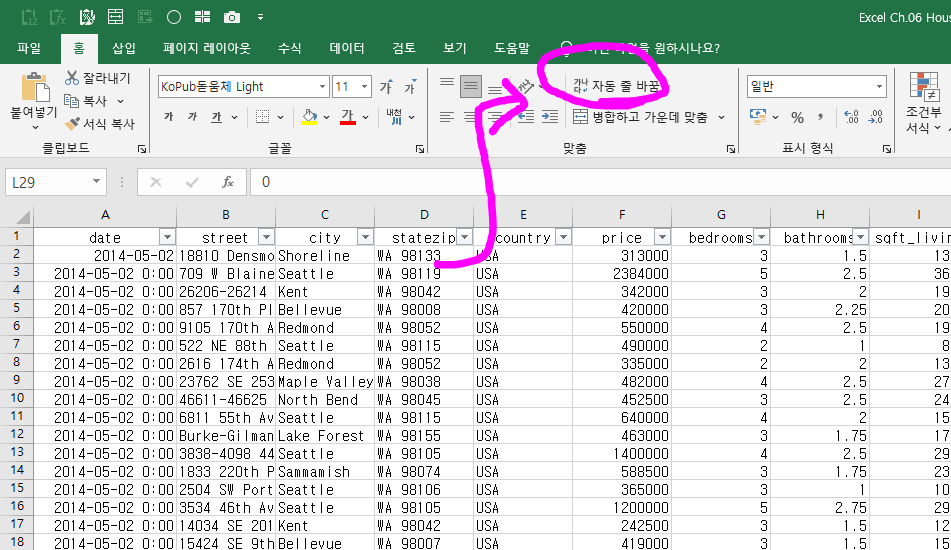 Excel Ch.06 Hous
파일 홈 삽입 페이지 레이아웃 수식 데이터 검토 보기 도움말 원하시나요?
잘라내기 KoPub돋움체 Light 11 가 가 가나 자동 줄 바꿈 일반
붙여넣기 복사 조건부
서식 복사 가 가 가 가 내천 병합하고 가운데 맞춤 % , 서식
클립보드 글꼴 맞춤 표시 형식
L29 fx 0
A B C D E F G H I
1 date street city statezip country price bedrooms bathrooms sqft_livin
2 2014-05-02 18810 Densmo Shoreline WA 98133 USA 313000 3 1.5 13
3 2014-05-02 0:00 709 W Blaine Seattle WA 98119 USA 2384000 5 2.5 36
4 2014-05-02 0:00 26206-26214 Kent WA 98042 USA 342000 3 2 19
5 2014-05-02 0:00 857 170th Pl Bellevue WA 98008 USA 420000 3 2.25 20
6 2014-05-02 0:00 9105 170th A Redmond WA 98052 USA 550000 4 2.5 19
7 2014-05-02 0:00 522 NE 88th Seattle WA 98115 USA 490000 2 1 8
8 2014-05-02 0:00 2616 174th A Redmond WA 98052 USA 335000 2 2 13
9 2014-05-02 0:00 23762 SE 253 Maple Valley WA 98038 USA 482000 4 2.5 27
10 2014-05-02 0:00 46611-46625 North Bend WA 98045 USA 452500 3 2.5 24
11 2014-05-02 0:00 6811 55th Av Seattle WA 98115 USA 640000 4 2 15
12 2014-05-02 0:00 Burke-Gilman Lake Forest WA 98155 USA 463000 3 1.75 17
13 2014-05-02 0:00 3838-4098 44 Seattle WA 98105 USA 1400000 4 2.5 29
14 2014-05-02 0:00 1833 220th P Sammamish WA 98074 USA 588500 3 1.75 23
15 2014-05-02 0:00 2504 SW Port Seattle WA 98106 USA 365000 3 1 10
16 2014-05-02 0:00 3534 46th Av Seattle WA 98105 USA 1200000 5 2.75 29
17 2014-05-02 0:00 14034 SE 201 Kent WA 98042 USA 242500 3 1.5 12
18 2014-05-02 0:00 15424 SE 9th Bellevue WA 98007 USA 419000 3 1.5 15